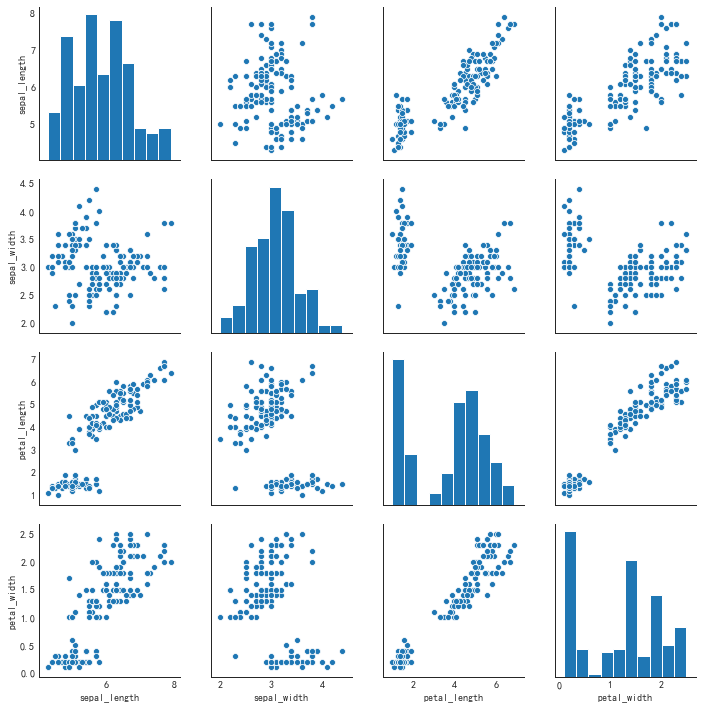 8
7
6
5
sepal_length
4.5
4.0
3.5
3.0
2.5
2.0
sepal_width
7
6
5
4
3
2
1
petal_length
2.5
2.0
1.5
1.0
0.5
0.0
petal_width
6 8
sepal_length
2 3 4
sepal_width
2 4 6
petal_length
0 1 2
petal_width